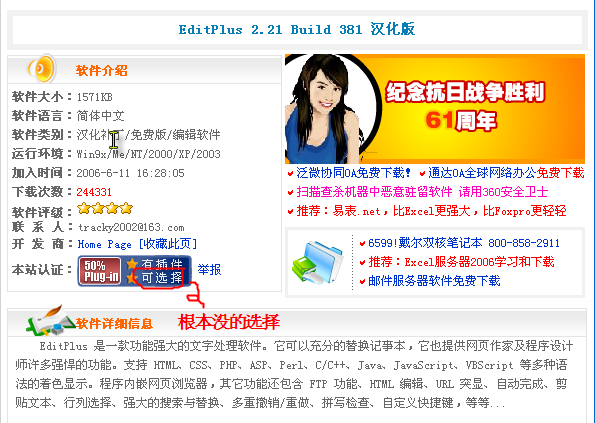 EditPlus 2.21 Build 381 汉化版
软件介绍
软件大小：1571KB
软件语言：简体中文
软件类别：汉化补丁/免费版/编辑软件
运行环境：Win9x/Me/NT/2000/XP/2003
加入时间：2006-6-11 16:28:05
下载次数：244331
软件评级：
联 系 人：tracky2002@163.com
开 发 商：Home Page [收藏此页]
本站认证：
50% Plug-in
有插件
可选择
举报
根本没的选择
纪念抗日战争胜利
61周年
泛微协同OA免费下载！ 通达OA全球网络办公免费下载
扫描查杀机器中恶意驻留软件 请用360安全卫士
推荐：易表.net，比Excel更强大，比Foxpro更轻轻
6599!戴尔双核笔记本 800-858-2911
推荐：Excel服务器2006学习和下载
邮件服务器软件免费下载
软件详细信息
EditPlus 是一款功能强大的文字处理软件。它可以充分的替换记事本，它也提供网页作家及程序设计
师许多强悍的功能。支持 HTML、CSS、PHP、ASP、Perl、C/C++、Java、JavaScript、VBScript 等多种语
法的着色显示。程序内嵌网页浏览器，其它功能还包含 FTP 功能、HTML 编辑、URL 突显、自动完成、剪
贴文本、行列选择、强大的搜索与替换、多重撤销/重做、拼写检查、自定义快捷键，等等...